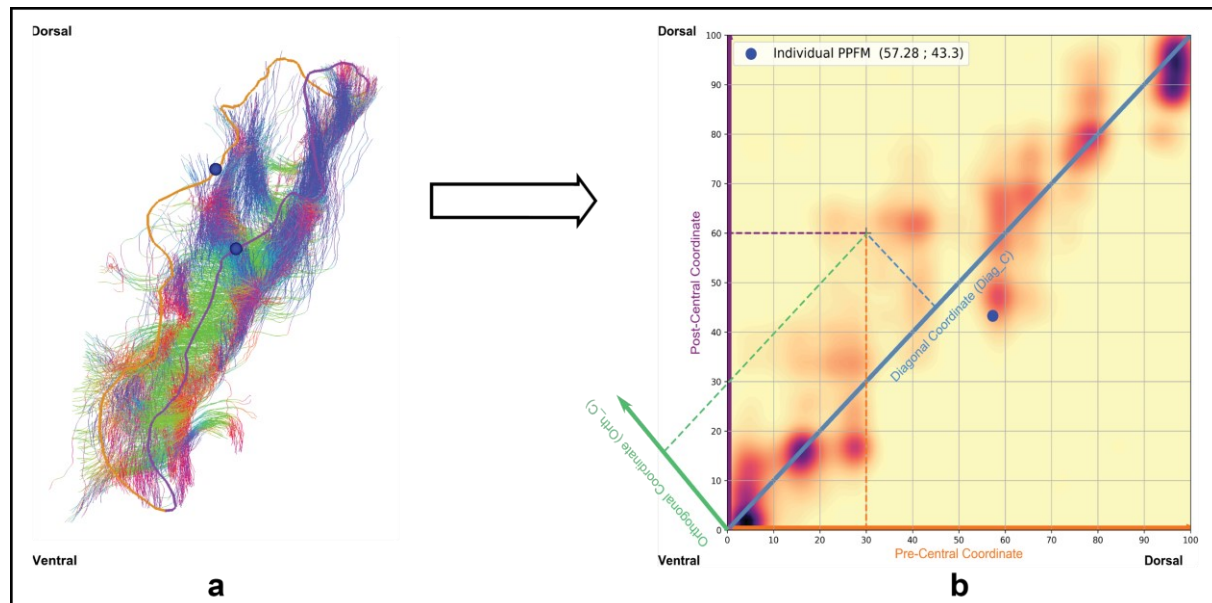 Dorsal
Ventral
a
Dorsal
Individual PPFM (57.28 ; 43.3)
100
90
80
70
60
50
40
30
20
10
0
Post-Central Coordinate
Diagonal Coordinate (Diag_C)
Orthogonal Coordinate (Orth_C)
0 10 20 30 40 50 60 70 80 90 100
Ventral Pre-Central Coordinate Dorsal
b